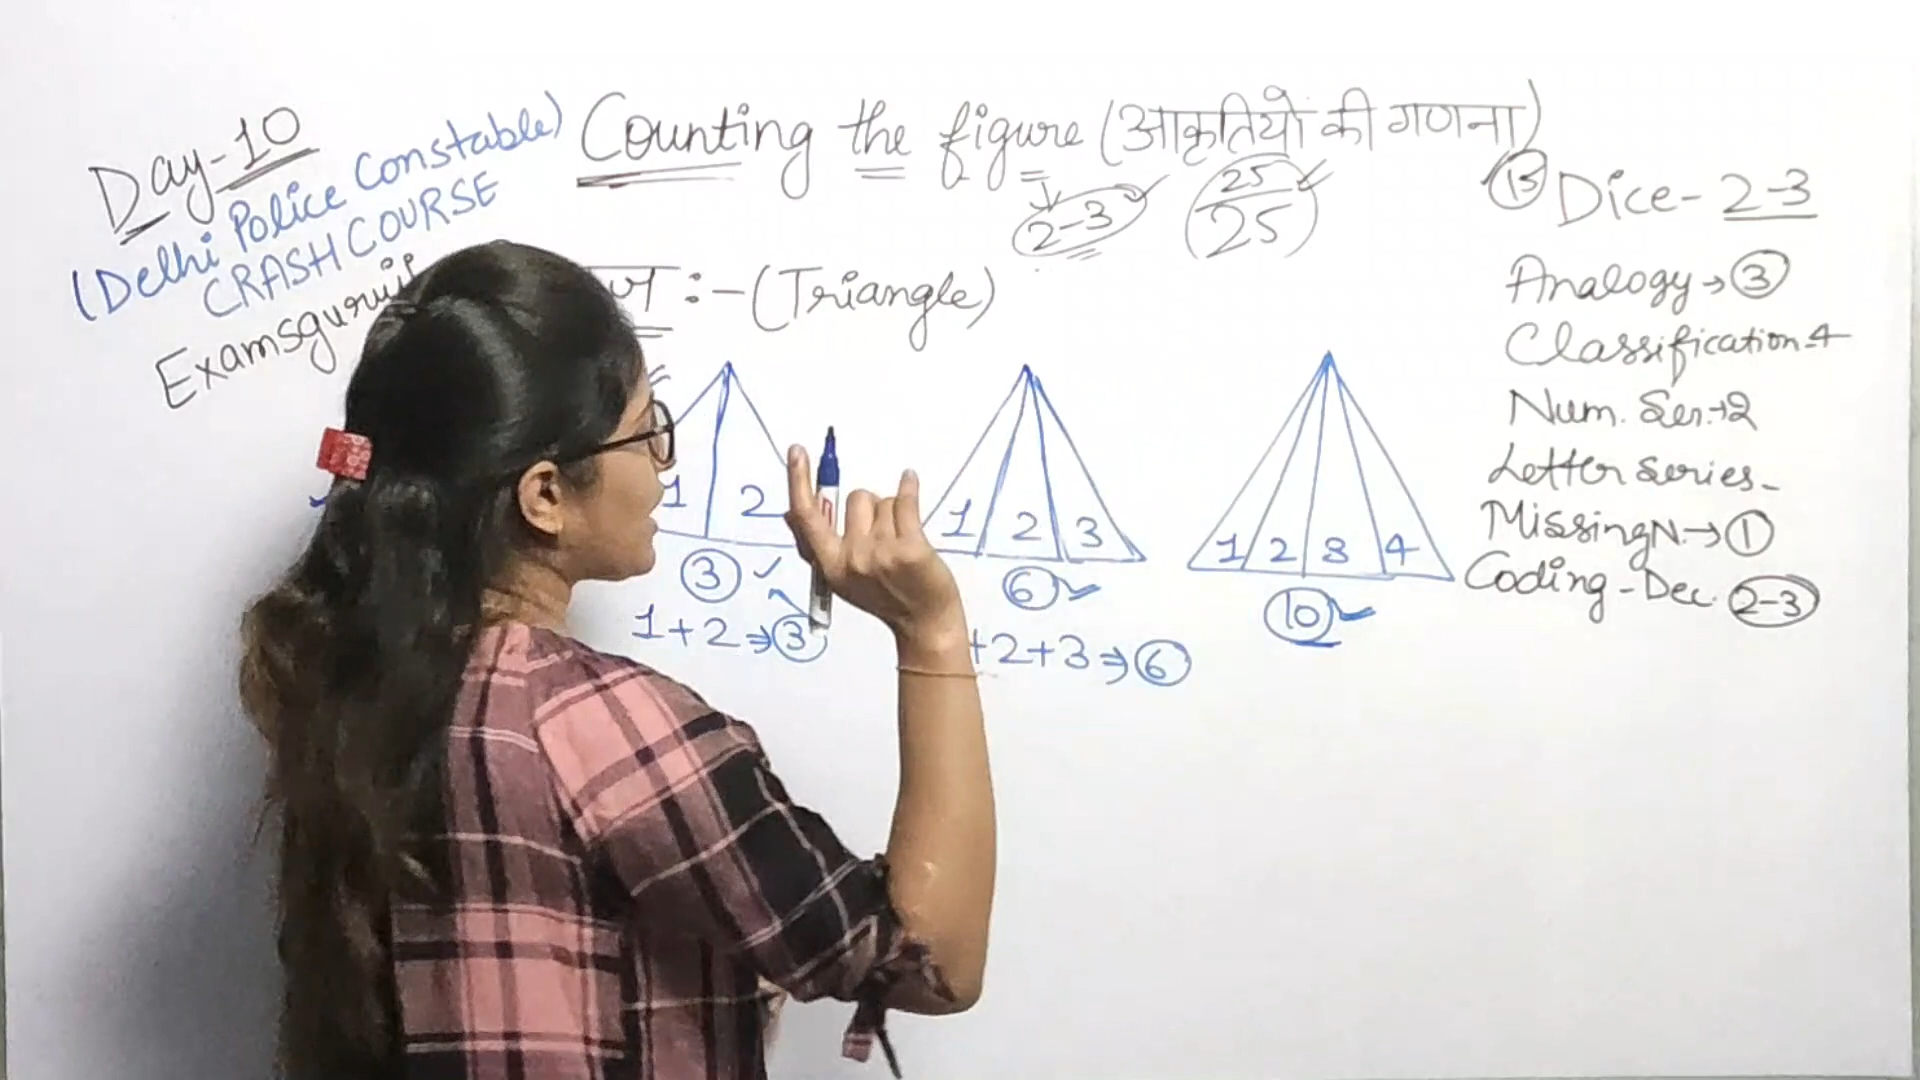 Day-10
(Delhi Police Constable)
CRASH COURSE
Counting the figure (आकृतियो की गणना)
2-3
25
25
:- (Triangle)
1 2
3
1+2⇒3
1 2 3
6
+2+3⇒6
1 2 3 4
10
13 Dice- 2-3
Analogy→3
Classification-4
Num. Ser.→2
Letter Series-
Missing N.→1
Coding-Dec. 2-3